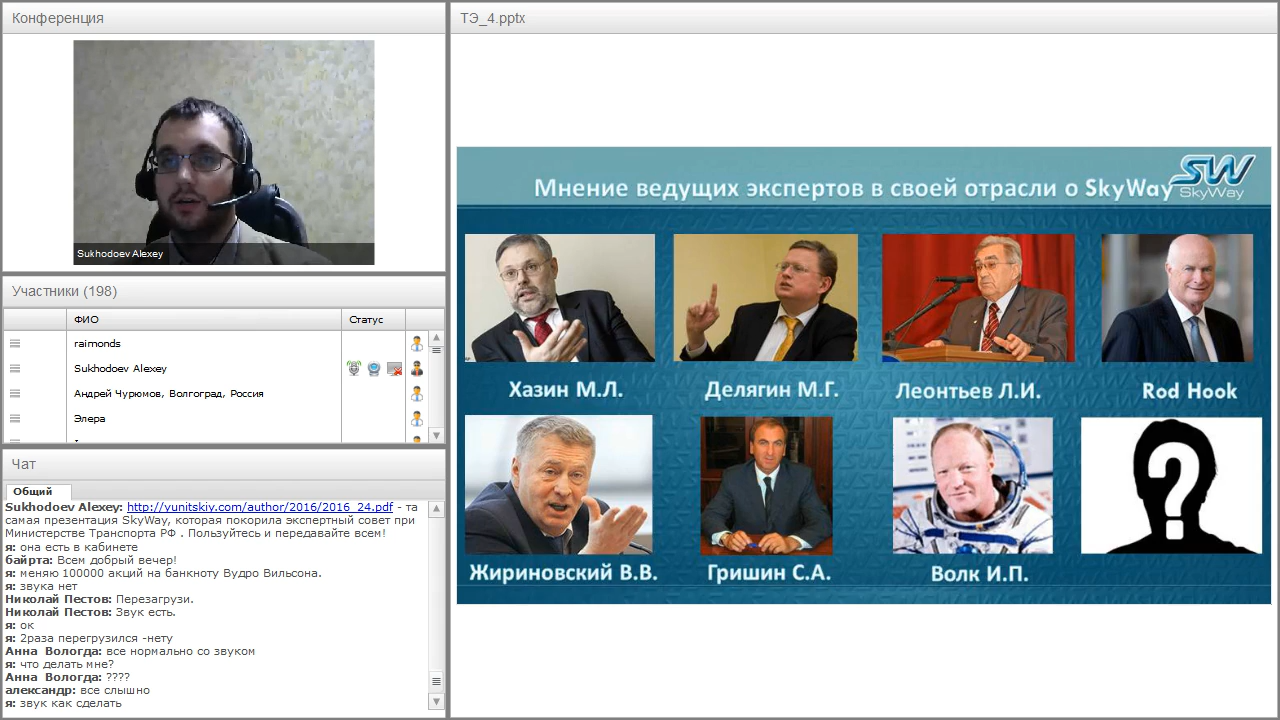 Конференция
Sukhodoev Alexey
Участники (198)
ФИО
Статус
raimonds
Sukhodoev Alexey
Андрей Чурюмов, Волгоград, Россия
Элера
Чат
Общий
Sukhodoev Alexey: http://yunitskiy.com/author/2016/2016_24.pdf - та
самая презентация SkyWay, которая покорила экспертный совет при
Министерстве Транспорта РФ . Пользуйтесь и передавайте всем!
я: она есть в кабинете
байрта: Всем добрый вечер!
я: меняю 100000 акций на банкноту Вудро Вильсона.
я: звука нет
Николай Пестов: Перезагрузи.
Николай Пестов: Звук есть.
я: ок
я: 2раза перегрузился -нету
Анна Вологда: все нормально со звуком
я: что делать мне?
Анна Вологда: ????
александр: все слышно
я: звук как сделать
ТЭ_4.pptx
Мнение ведущих экспертов в своей отрасли о SkyWay
SW
SkyWay
Хазин М.Л.
Делягин М.Г.
Леонтьев Л.И.
Rod Hook
Жириновский В.В.
Гришин С.А.
Волк И.П.
?